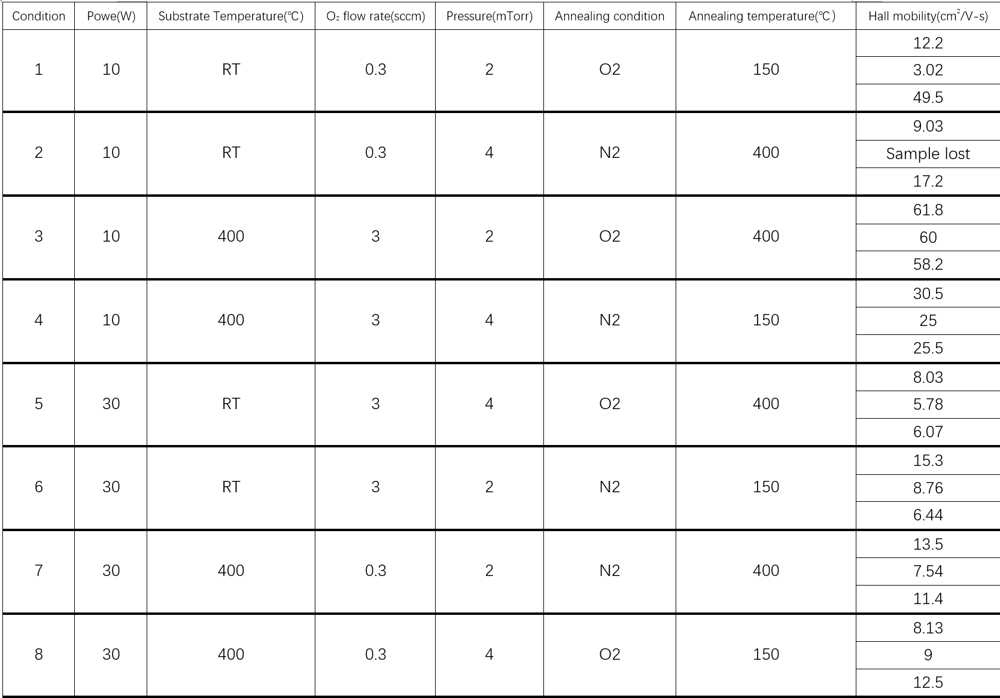 Condition Powe(W) Substrate Temperature(℃) O₂ flow rate(sccm) Pressure(mTorr) Annealing condition Annealing temperature(℃) Hall mobility(cm²/V-s)
12.2
1 10 RT 0.3 2 O2 150 3.02
49.5
9.03
2 10 RT 0.3 4 N2 400 Sample lost
17.2
61.8
3 10 400 3 2 O2 400 60
58.2
30.5
4 10 400 3 4 N2 150 25
25.5
8.03
5 30 RT 3 4 O2 400 5.78
6.07
15.3
6 30 RT 3 2 N2 150 8.76
6.44
13.5
7 30 400 0.3 2 N2 400 7.54
11.4
8.13
8 30 400 0.3 4 O2 150 9
12.5